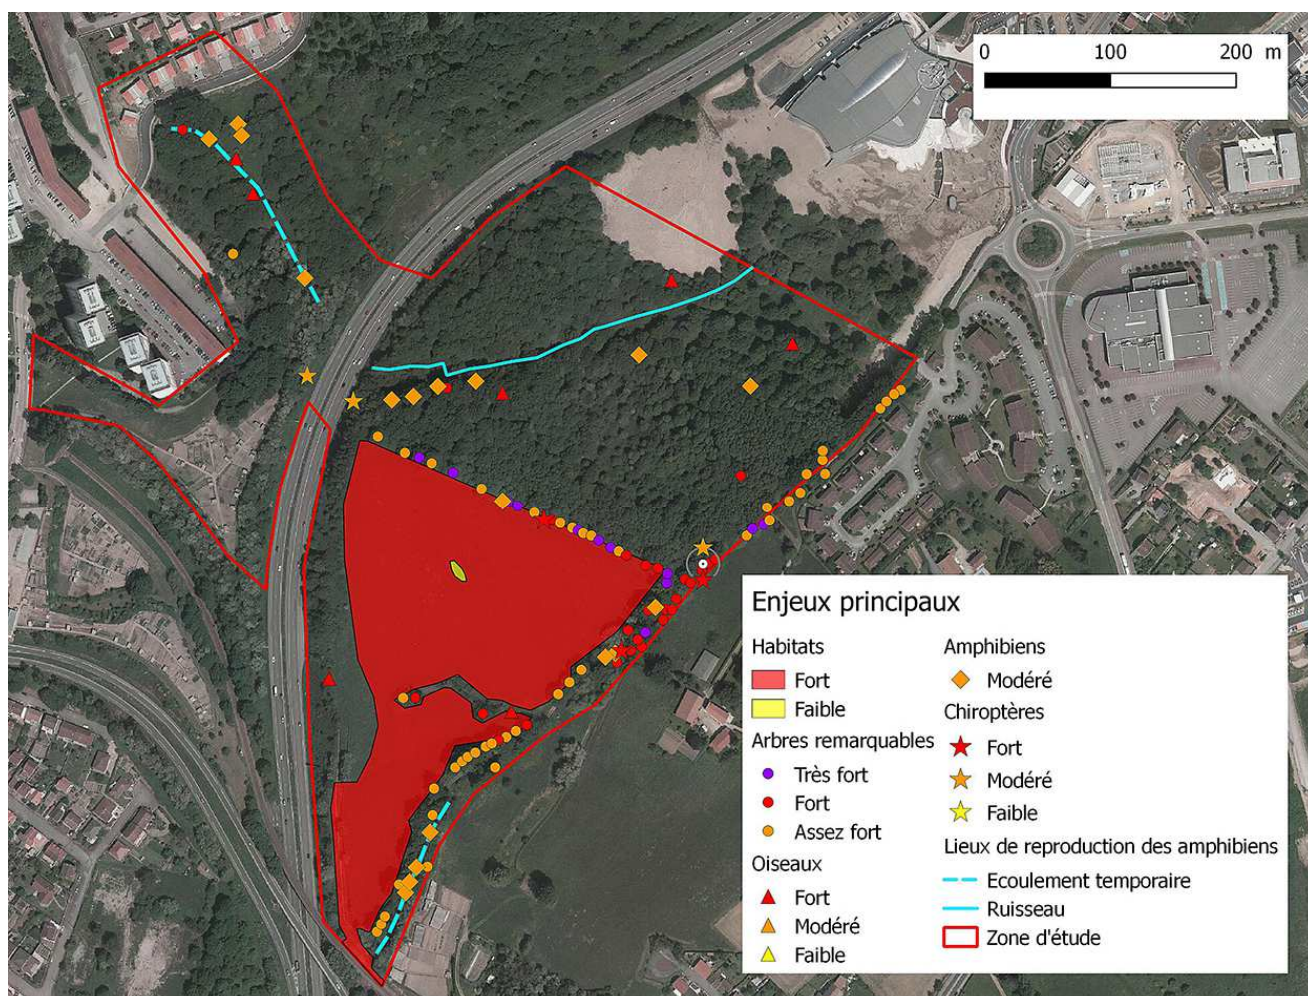 0 100 200 m
Enjeux principaux
Habitats
Fort
Faible
Arbres remarquables
Très fort
Fort
Assez fort
Oiseaux
Fort
Modéré
Faible
Amphibiens
Modéré
Chiroptères
Fort
Modéré
Faible
Lieux de reproduction des amphibiens
Ecoulement temporaire
Ruisseau
Zone d'étude